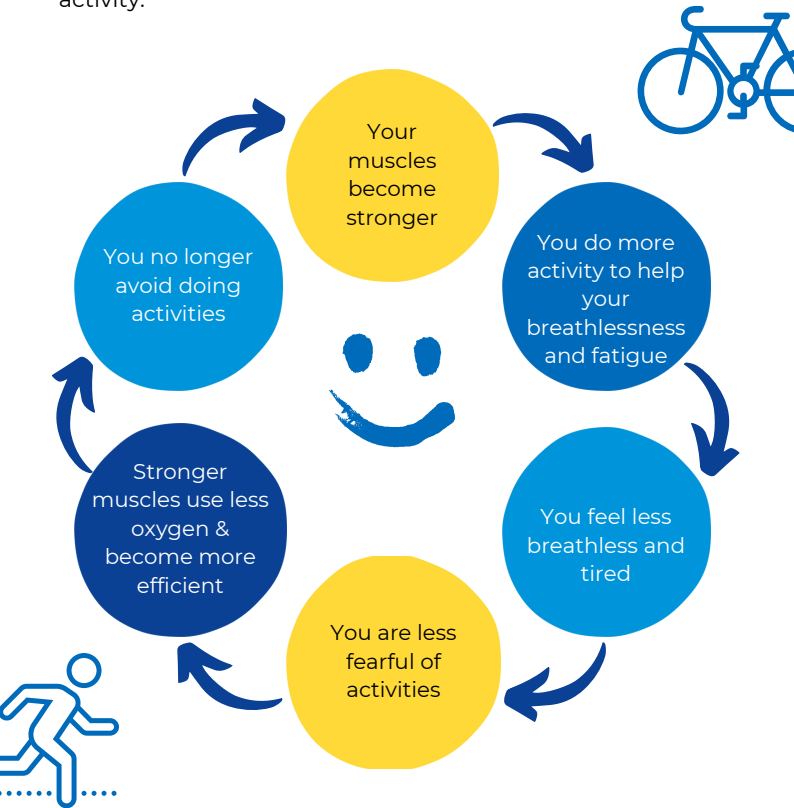 activity.
Your
muscles
become
stronger
You do more
activity to help
your
breathlessness
and fatigue
You feel less
breathless and
tired
You are less
fearful of
activities
Stronger
muscles use less
oxygen &
become more
efficient
You no longer
avoid doing
activities